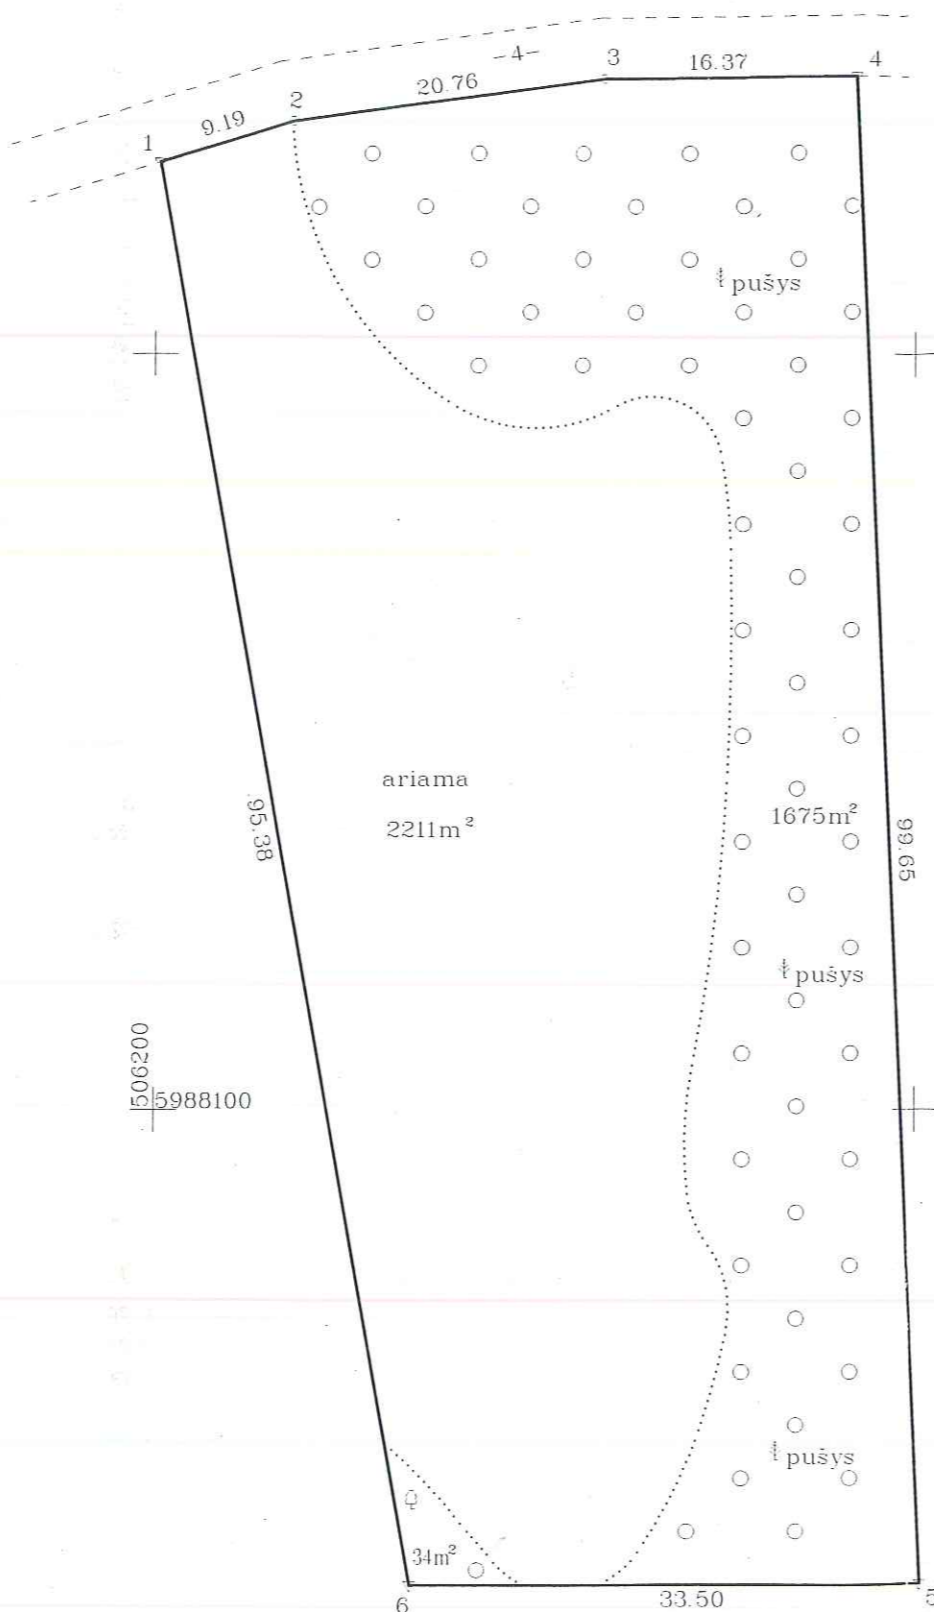 -4-
3
16.37
4
20.76
2
9.19
1
pušys
ariama
2211m²
1675m²
95.38
99.65
pušys
506200
5988100
pušys
34m²
6
33.50
5